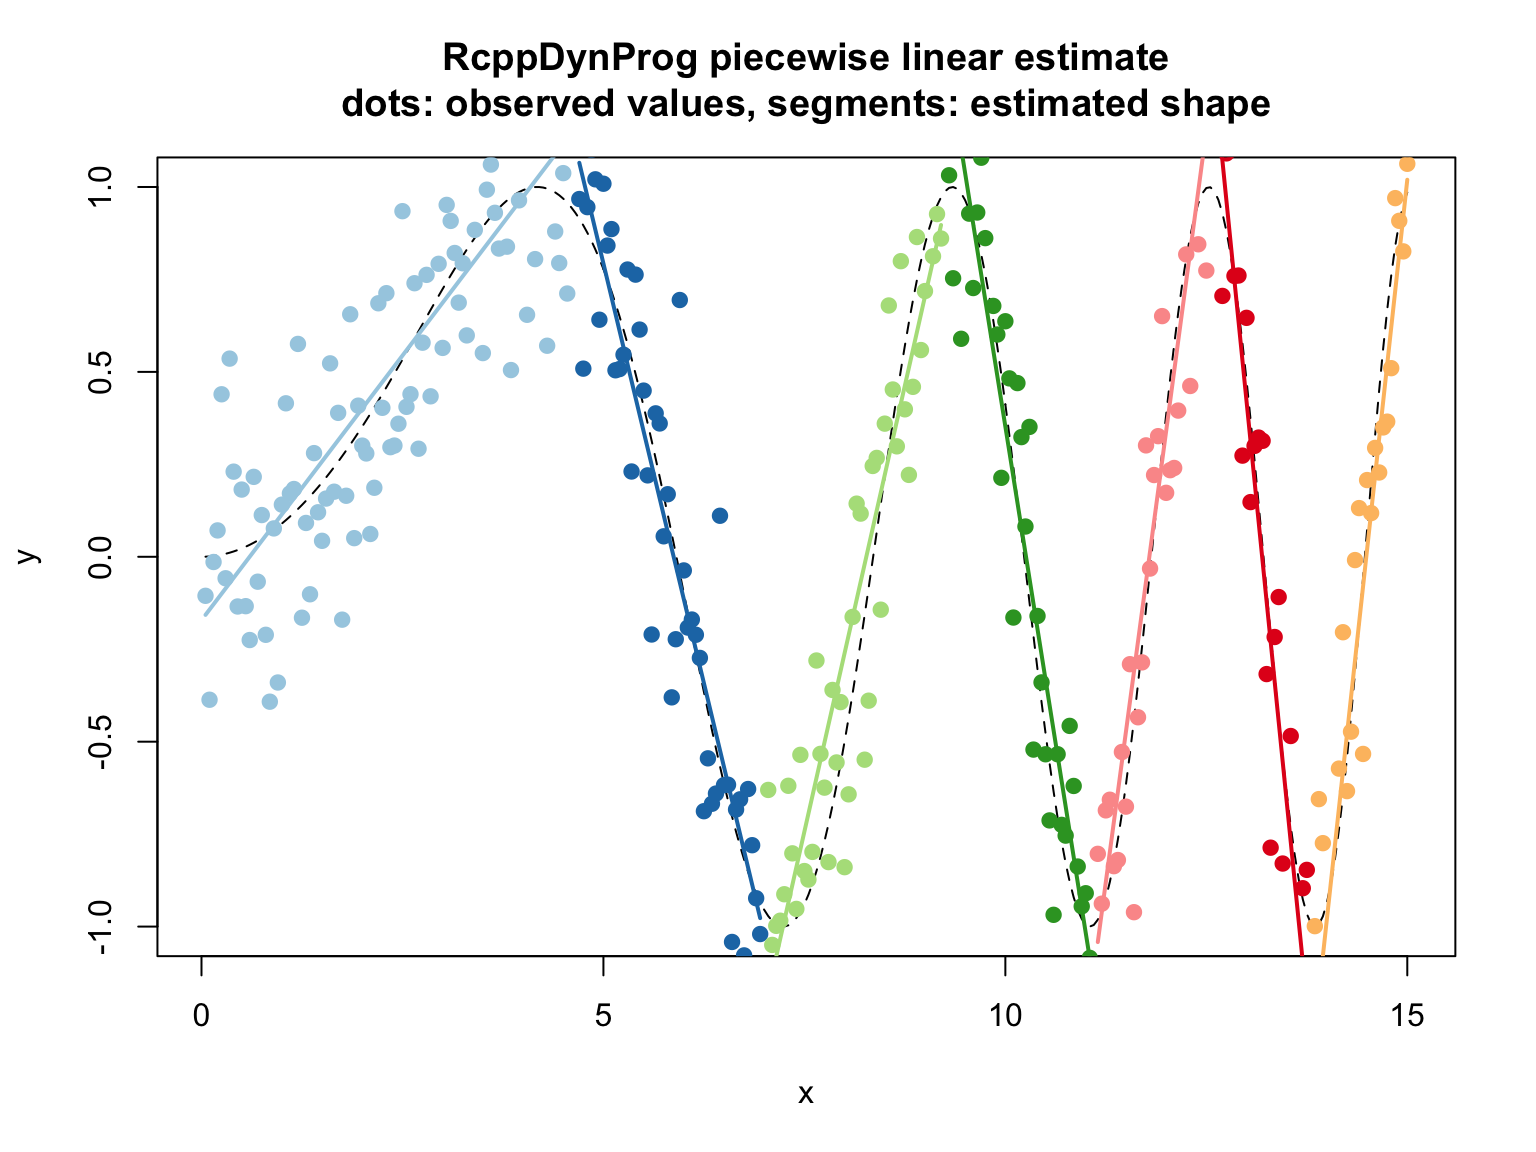 RcppDynProg piecewise linear estimate
dots: observed values, segments: estimated shape
1.0
0.5
0.0
-0.5
-1.0
y
0 5 10 15
x